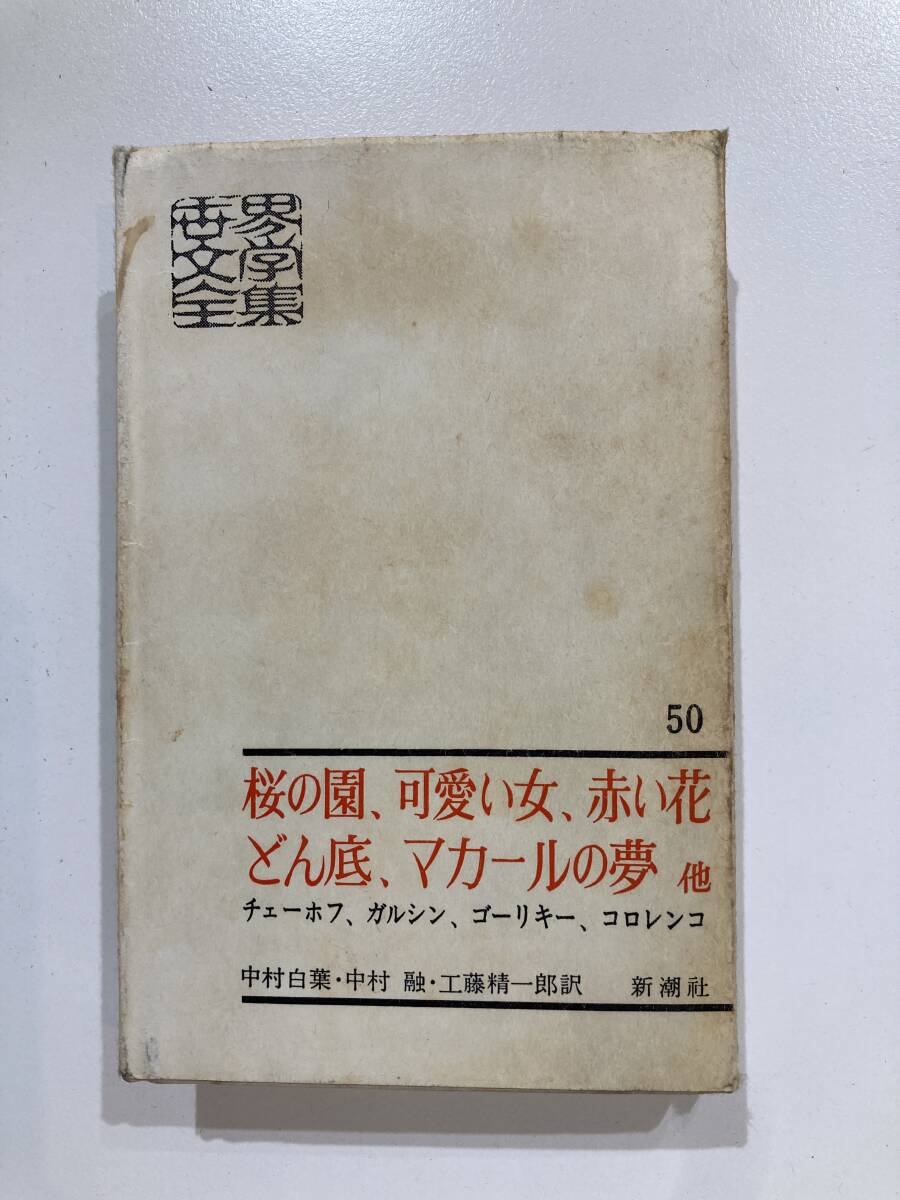 世界
文学
全集
50
桜の園、可愛い女、赤い花
どん底、マカールの夢 他
チェーホフ、ガルシン、ゴーリキー、コロレンコ
中村白葉・中村 融・工藤精一郎訳 新潮社